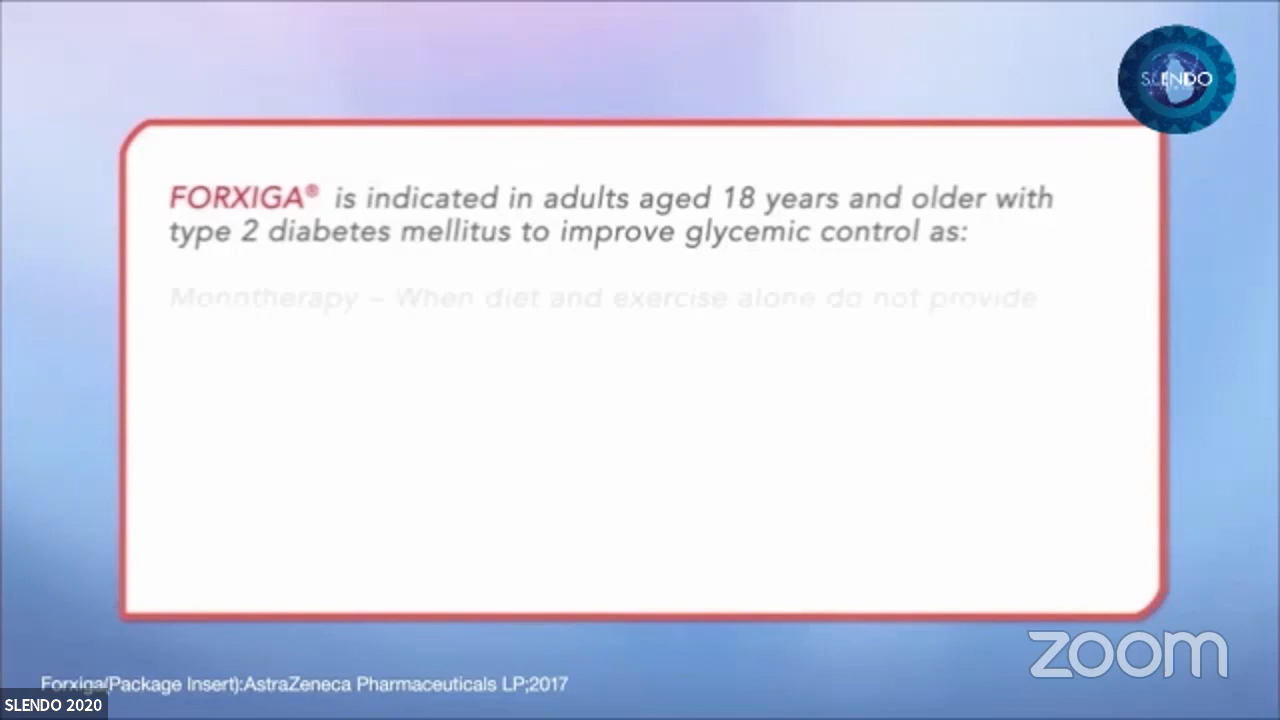 SLENDO
FORXIGA® is indicated in adults aged 18 years and older with
type 2 diabetes mellitus to improve glycemic control as:
Monotherapy – When diet and exercise alone do not provide
zoom
Forxiga(Package Insert):AstraZeneca Pharmaceuticals LP;2017
SLENDO 2020